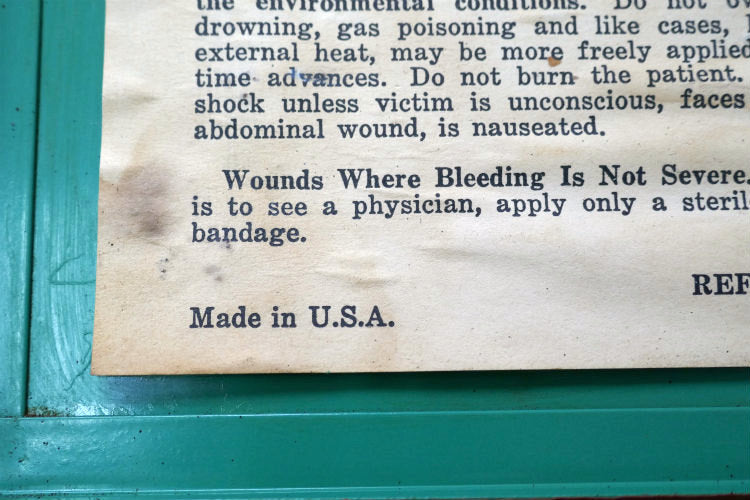 the environmental conditions. Do not
drowning, gas poisoning and like cases,
external heat, may be more freely applied
time advances. Do not burn the patient.
shock unless victim is unconscious, faces
abdominal wound, is nauseated.
Wounds Where Bleeding Is Not Severe.
is to see a physician, apply only a steril
bandage.
REF
Made in U.S.A.